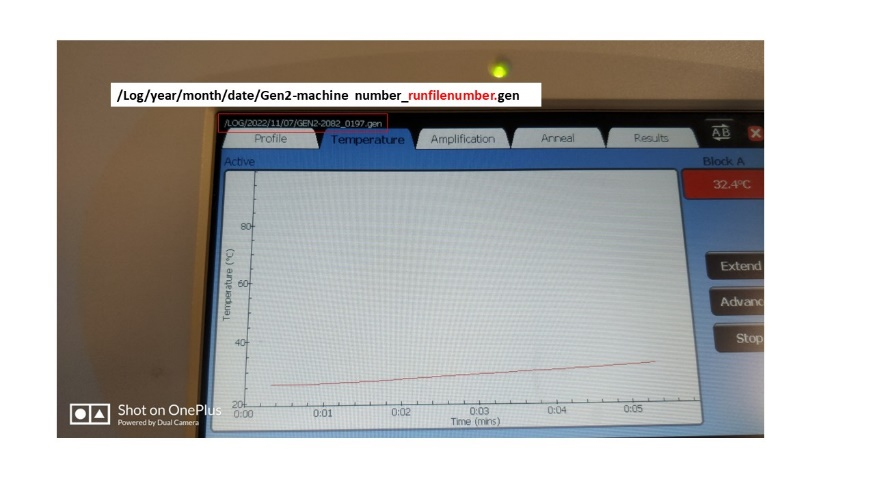 /Log/year/month/date/Gen2-machine number_runfilenumber.gen
/LOG/2022/11/07/GEN2-2082_0197.gen
Profile
Temperature
Amplification
Anneal
Results
AB
Active
Block A
32.4°C
Temperature (°C)
80
60
40
20
0:00
0:01
0:02
0:03
0:04
0:05
Time (mins)
Extend
Advanc
Stop
Shot on OnePlus
Powered by Dual Camera